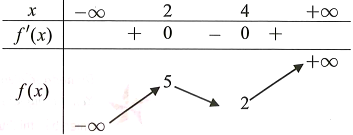 x −∞ 2 4 +∞
f′(x) + 0 − 0 +
+∞
5
f(x)
2
−∞